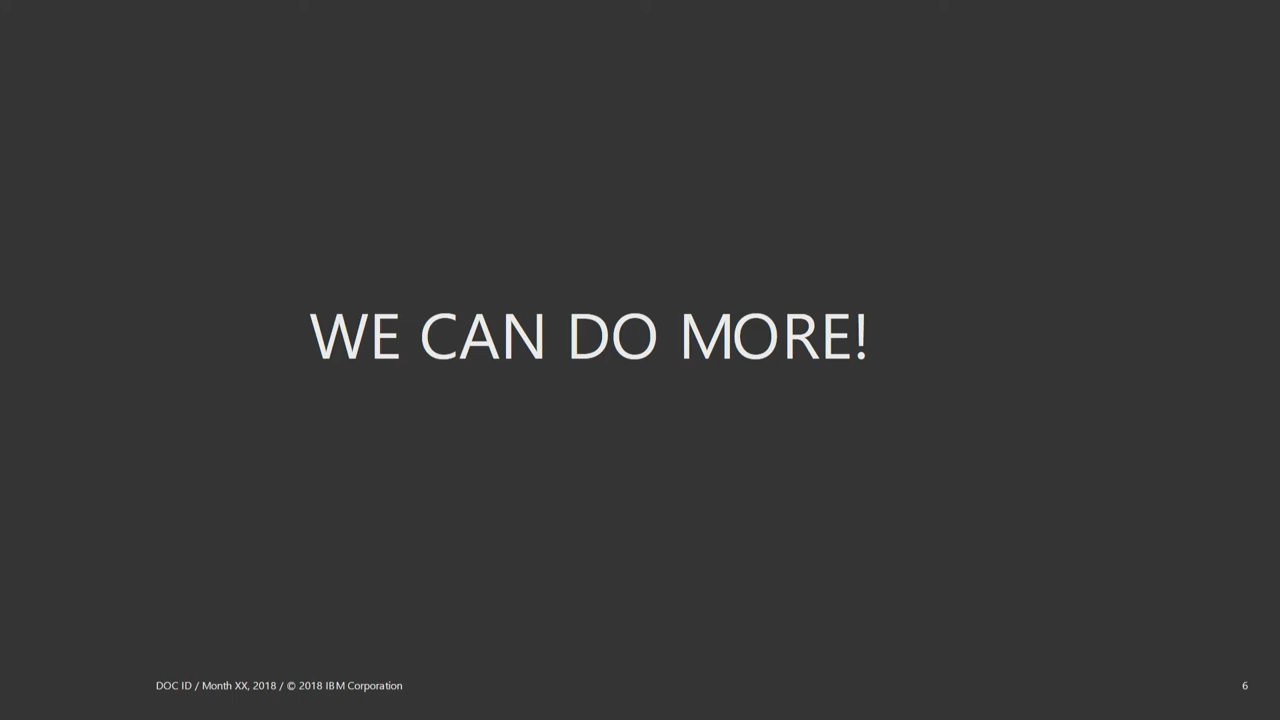 WE CAN DO MORE!
DOC ID / Month XX, 2018 / © 2018 IBM Corporation
6